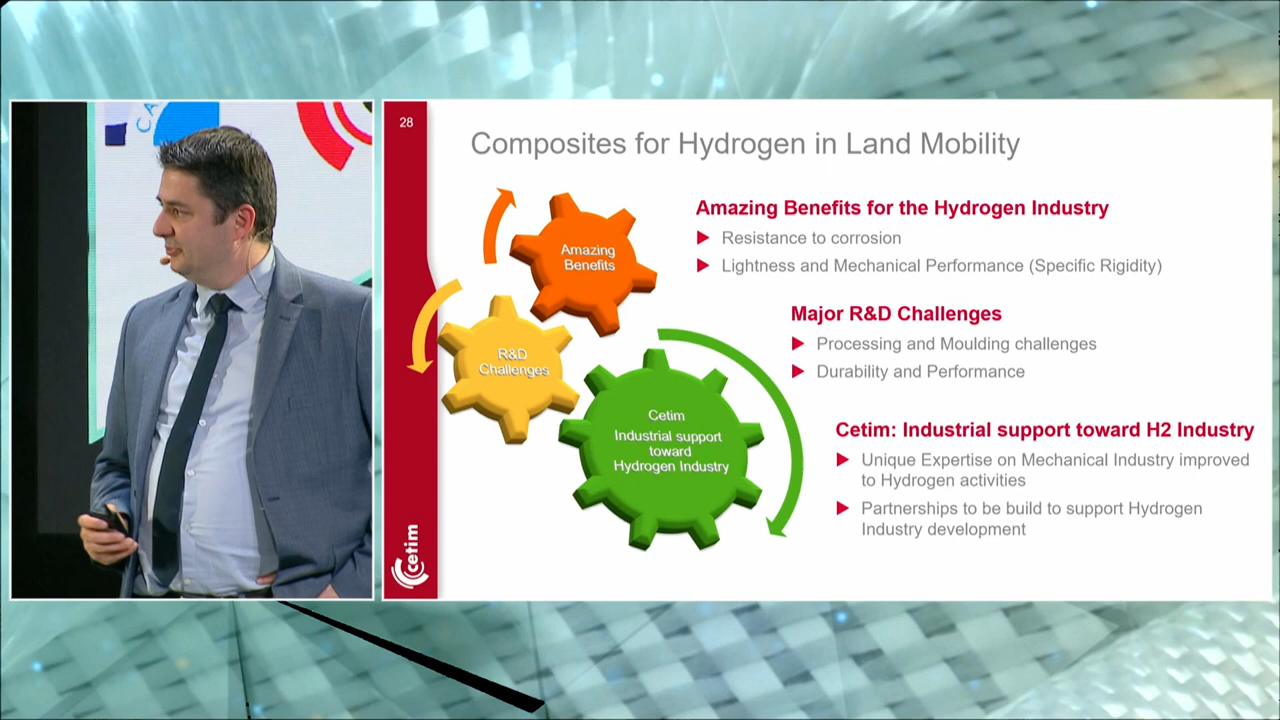 CA
28
Composites for Hydrogen in Land Mobility
Amazing
Benefits
R&D
Challenges
Cetim
Industrial support
toward
Hydrogen Industry
Amazing Benefits for the Hydrogen Industry
Resistance to corrosion
Lightness and Mechanical Performance (Specific Rigidity)
Major R&D Challenges
Processing and Moulding challenges
Durability and Performance
Cetim: Industrial support toward H2 Industry
Unique Expertise on Mechanical Industry improved
to Hydrogen activities
Partnerships to be build to support Hydrogen
Industry development
cetim